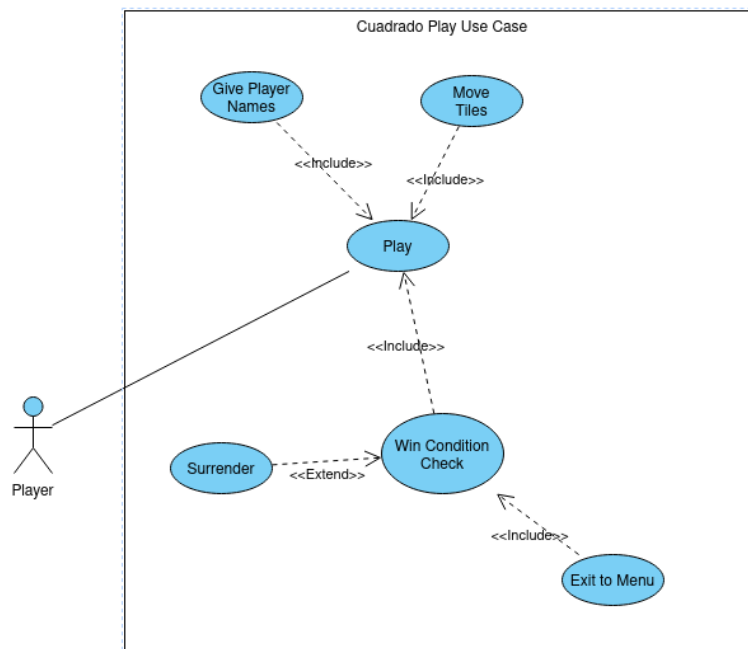 Cuadrado Play Use Case
Give Player
Names
Move
Tiles
<<Include>>
<<Include>>
Play
<<Include>>
Player
Surrender
<<Extend>>
Win Condition
Check
<<Include>>
Exit to Menu